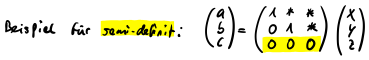 Beispiel für semi-definit: (a b c) = (1 * * 0 1 * 0 0 0) (x y z)